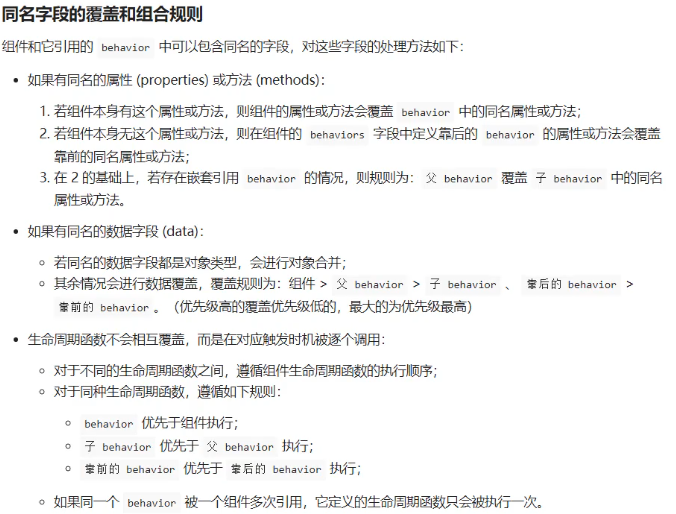 同名字段的覆盖和组合规则
组件和它引用的 behavior 中可以包含同名的字段，对这些字段的处理方法如下：
• 如果有同名的属性 (properties) 或方法 (methods)：
1. 若组件本身有这个属性或方法，则组件的属性或方法会覆盖 behavior 中的同名属性或方法；
2. 若组件本身无这个属性或方法，则在组件的 behaviors 字段中定义靠后的 behavior 的属性或方法会覆盖
靠前的同名属性或方法；
3. 在 2 的基础上，若存在嵌套引用 behavior 的情况，则规则为：父 behavior 覆盖 子 behavior 中的同名
属性或方法。
• 如果有同名的数据字段 (data)：
○ 若同名的数据字段都是对象类型，会进行对象合并；
○ 其余情况会进行数据覆盖，覆盖规则为：组件 > 父 behavior > 子 behavior 、 靠后的 behavior >
靠前的 behavior 。（优先级高的覆盖优先级低的，最大的为优先级最高）
• 生命周期函数不会相互覆盖，而是在对应触发时机被逐个调用：
○ 对于不同的生命周期函数之间，遵循组件生命周期函数的执行顺序；
○ 对于同种生命周期函数，遵循如下规则：
○ behavior 优先于组件执行；
○ 子 behavior 优先于 父 behavior 执行；
○ 靠前的 behavior 优先于 靠后的 behavior 执行；
○ 如果同一个 behavior 被一个组件多次引用，它定义的生命周期函数只会被执行一次。